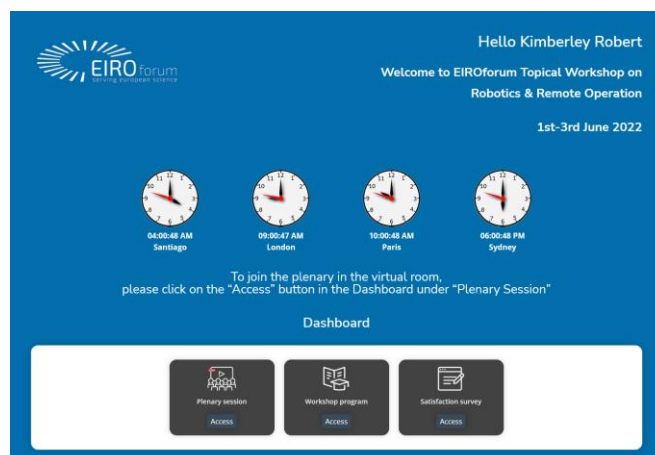 EIROforum
serving european science
Hello Kimberley Robert
Welcome to EIROforum Topical Workshop on
Robotics & Remote Operation
1st-3rd June 2022
04:00:48 AM
Santiago
09:00:47 AM
London
10:00:48 AM
Paris
06:00:48 PM
Sydney
To join the plenary in the virtual room,
please click on the “Access” button in the Dashboard under “Plenary Session”
Dashboard
Plenary session
Access
Workshop program
Access
Satisfaction survey
Access